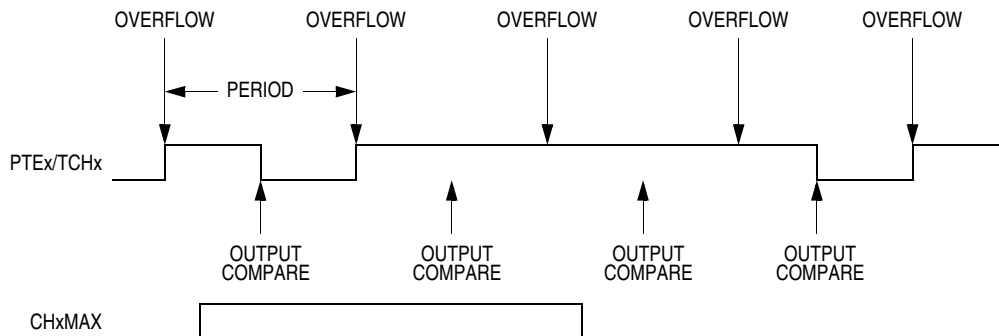 OVERFLOW OVERFLOW OVERFLOW OVERFLOW OVERFLOW
PERIOD
PTEx/TCHx
OUTPUT COMPARE
OUTPUT COMPARE
OUTPUT COMPARE
OUTPUT COMPARE
CHxMAX